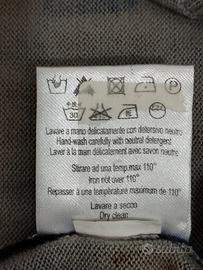 P
30
Lavare a mano delicatamente con detersivo neutro
Hand-wash carefully with neutral detergent
Laver à la main délicatement avec savon neutre
Stirare ad una temp.max 110°
Iron not over 110°
Repasser à une température maximum de 110°
Lavare a secco
Dry clean
subito